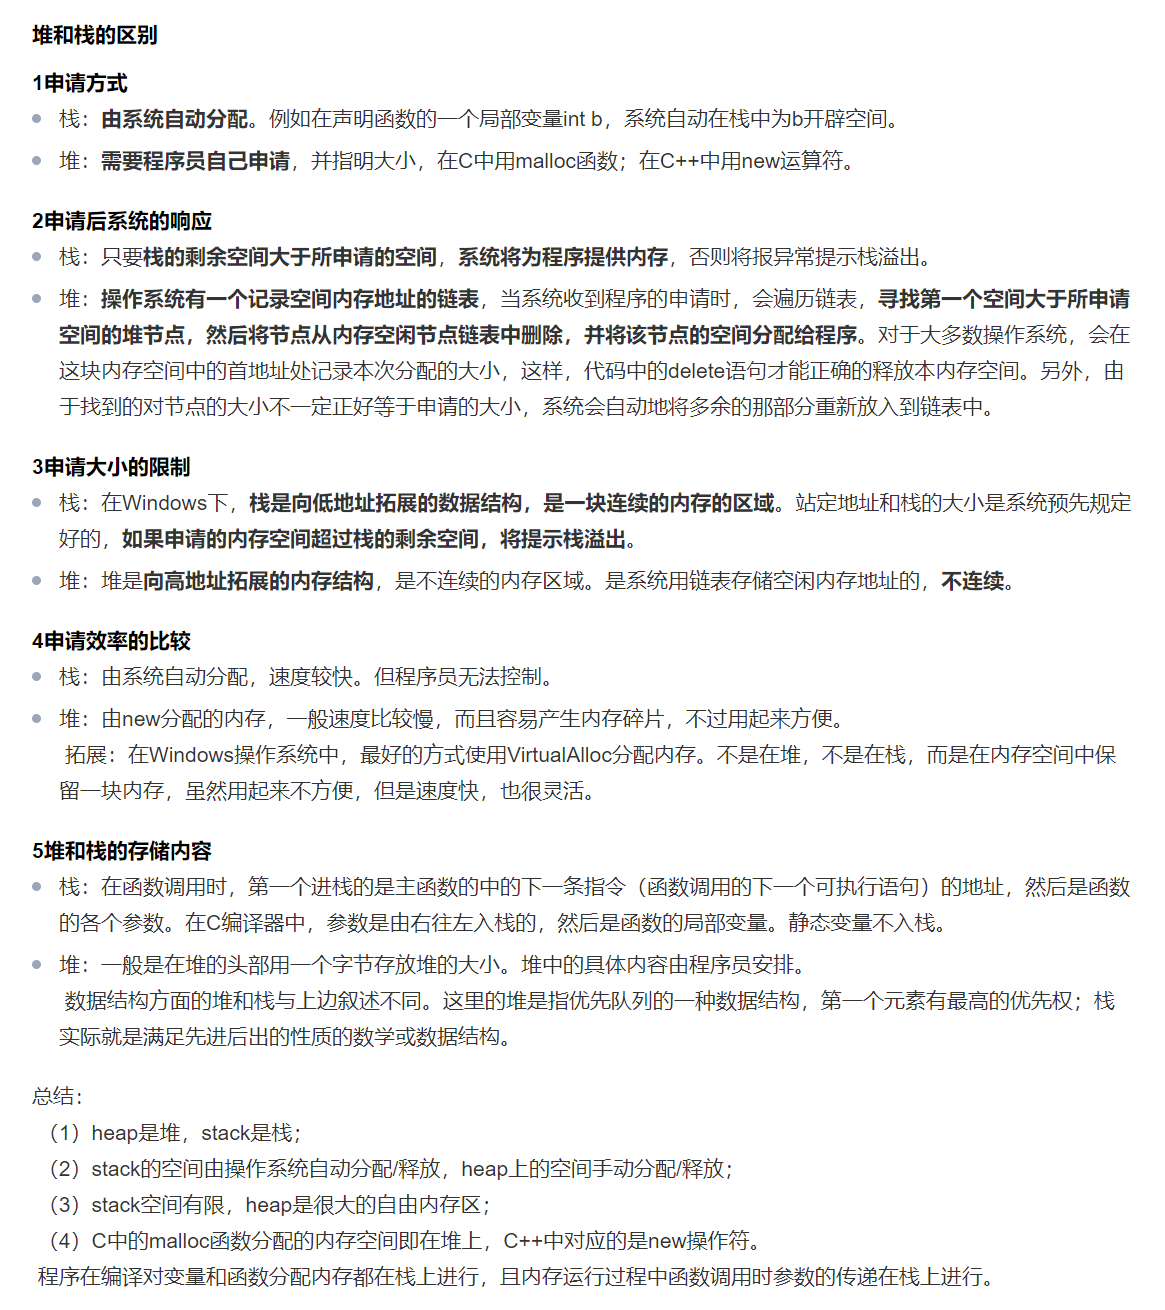 堆和栈的区别
1申请方式
栈：由系统自动分配。例如在声明函数的一个局部变量int b，系统自动在栈中为b开辟空间。
堆：需要程序员自己申请，并指明大小，在C中用malloc函数；在C++中用new运算符。
2申请后系统的响应
栈：只要栈的剩余空间大于所申请的空间，系统将为程序提供内存，否则将报异常提示栈溢出。
堆：操作系统有一个记录空间内存地址的链表，当系统收到程序的申请时，会遍历链表，寻找第一个空间大于所申请
空间的堆节点，然后将节点从内存空闲节点链表中删除，并将该节点的空间分配给程序。对于大多数操作系统，会在
这块内存空间中的首地址处记录本次分配的大小，这样，代码中的delete语句才能正确的释放本内存空间。另外，由
于找到的对节点的大小不一定正好等于申请的大小，系统会自动地将多余的那部分重新放入到链表中。
3申请大小的限制
栈：在Windows下，栈是向低地址拓展的数据结构，是一块连续的内存的区域。站定地址和栈的大小是系统预先规定
好的，如果申请的内存空间超过栈的剩余空间，将提示栈溢出。
堆：堆是向高地址拓展的内存结构，是不连续的内存区域。是系统用链表存储空闲内存地址的，不连续。
4申请效率的比较
栈：由系统自动分配，速度较快。但程序员无法控制。
堆：由new分配的内存，一般速度比较慢，而且容易产生内存碎片，不过用起来方便。
拓展：在Windows操作系统中，最好的方式使用VirtualAlloc分配内存。不是在堆，不是在栈，而是在内存空间中保
留一块内存，虽然用起来不方便，但是速度快，也很灵活。
5堆和栈的存储内容
栈：在函数调用时，第一个进栈的是主函数的中的下一条指令（函数调用的下一个可执行语句）的地址，然后是函数
的各个参数。在C编译器中，参数是由右往左入栈的，然后是函数的局部变量。静态变量不入栈。
堆：一般是在堆的头部用一个字节存放堆的大小。堆中的具体内容由程序员安排。
数据结构方面的堆和栈与上边叙述不同。这里的堆是指优先队列的一种数据结构，第一个元素有最高的优先权；栈
实际就是满足先进后出的性质的数学或数据结构。
总结：
（1）heap是堆，stack是栈；
（2）stack的空间由操作系统自动分配/释放，heap上的空间手动分配/释放；
（3）stack空间有限，heap是很大的自由内存区；
（4）C中的malloc函数分配的内存空间即在堆上，C++中对应的是new操作符。
程序在编译对变量和函数分配内存都在栈上进行，且内存运行过程中函数调用时参数的传递在栈上进行。